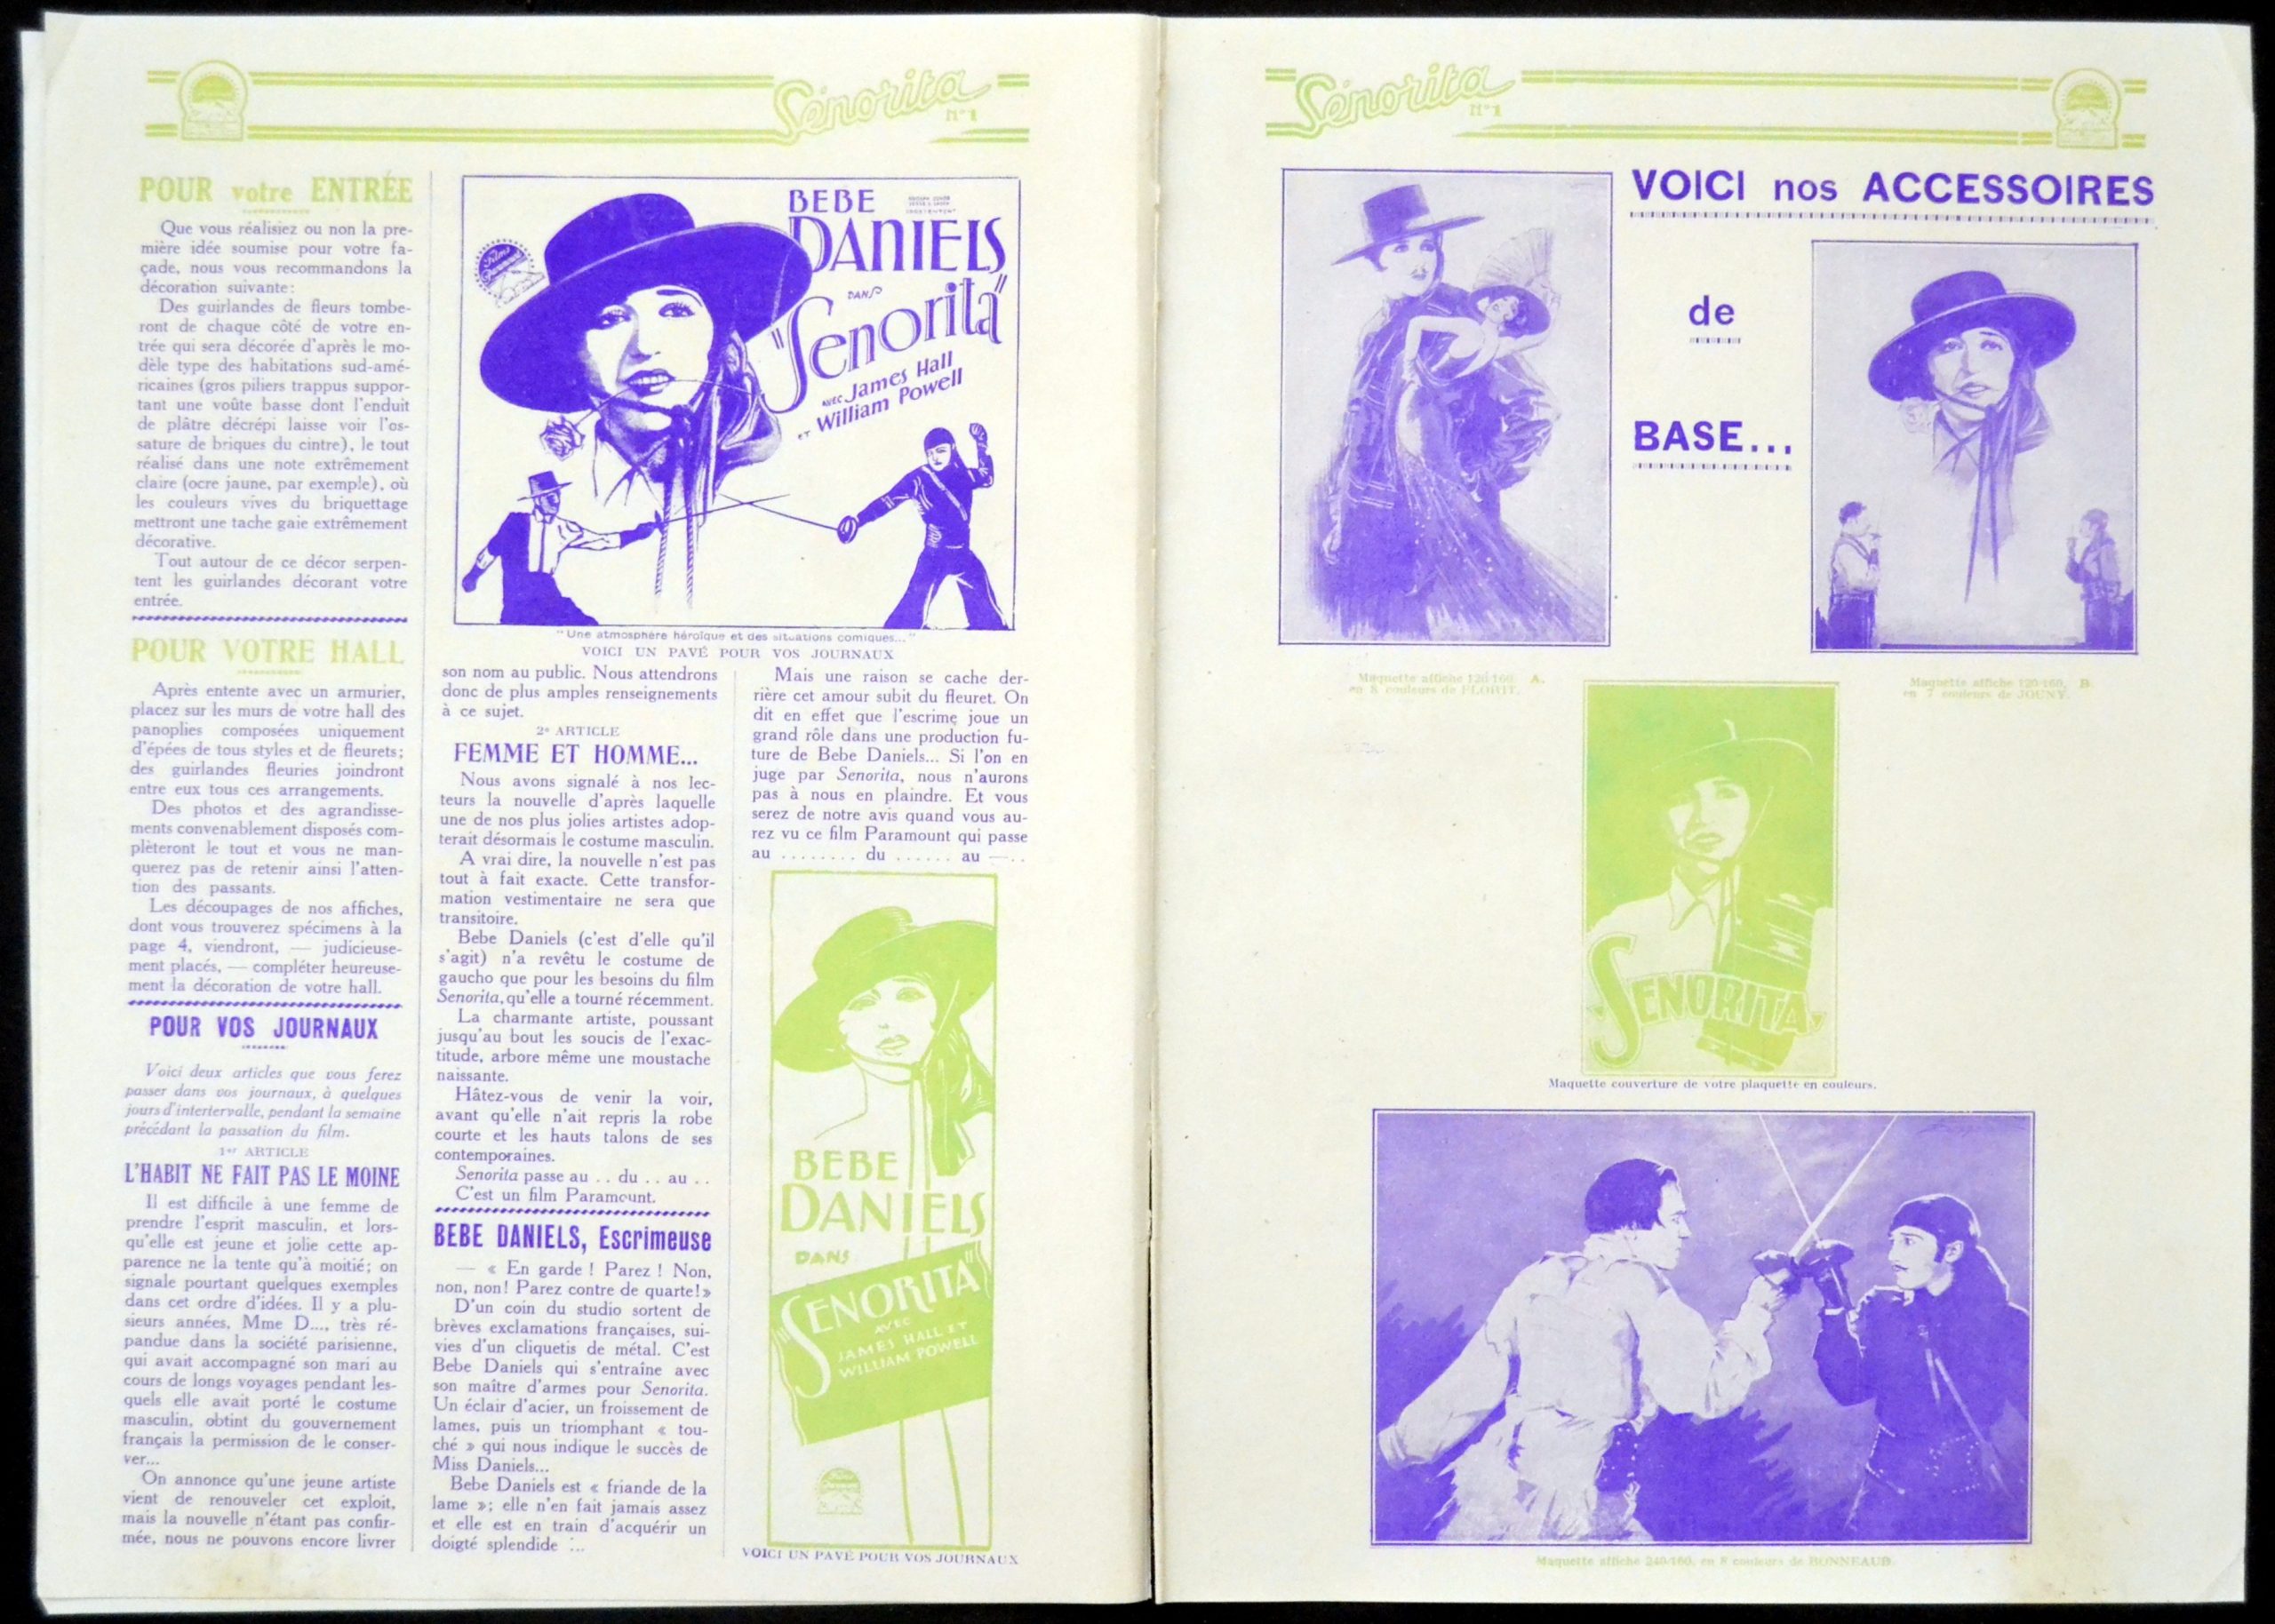 Sénorita
N°1
POUR votre ENTRÉE
Que vous réalisiez ou non la pre-
mière idée soumise pour votre fa-
çade, nous vous recommandons la
décoration suivante:
Des guirlandes de fleurs tombe-
ront de chaque côté de votre en-
trée qui sera décorée d'après le mo-
dèle type des habitations sud-amé-
ricaines (gros piliers trappus suppor-
tant une voûte basse dont l'enduit
de plâtre décrépi laisse voir l'os-
sature de briques du cintre), le tout
réalisé dans une note extrêmement
claire (ocre jaune, par exemple), où
les couleurs vives du briquettage
mettront une tache gaie extrêmement
décorative.
Tout autour de ce décor serpen-
tent les guirlandes décorant votre
entrée.
POUR VOTRE HALL
Après entente avec un armurier,
placez sur les murs de votre hall des
panoplies composées uniquement
d'épées de tous styles et de fleurets;
des guirlandes fleuries joindront
entre eux tous ces arrangements.
Des photos et des agrandisse-
ments convenablement disposés com-
plèteront le tout et vous ne man-
querez pas de retenir ainsi l'atten-
tion des passants.
Les découpages de nos affiches,
dont vous trouverez spécimens à la
page 4, viendront, — judicieuse-
ment placés, — compléter heureuse-
ment la décoration de votre hall.
POUR VOS JOURNAUX
Voici deux articles que vous ferez
passer dans vos journaux, à quelques
jours d'intertervalle, pendant la semaine
précédant la passation du film.
1er ARTICLE
L'HABIT NE FAIT PAS LE MOINE
Il est difficile à une femme de
prendre l'esprit masculin, et lors-
qu'elle est jeune et jolie cette ap-
parence ne la tente qu'à moitié; on
signale pourtant quelques exemples
dans cet ordre d'idées. Il y a plu-
sieurs années, Mme D..., très ré-
pandue dans la société parisienne,
qui avait accompagné son mari au
cours de longs voyages pendant les-
quels elle avait porté le costume
masculin, obtint du gouvernement
français la permission de le conser-
ver...
On annonce qu'une jeune artiste
vient de renouveler cet exploit,
mais la nouvelle n'étant pas confir-
mée, nous ne pouvons encore livrer
BEBE
DANIELS
DANS
"Senorita"
AVEC James Hall
ET William Powell
Films
Paramount
"Une atmosphère héroïque et des situations comiques..."
VOICI UN PAVÉ POUR VOS JOURNAUX
son nom au public. Nous attendrons
donc de plus amples renseignements
à ce sujet.
2e ARTICLE
FEMME ET HOMME...
Nous avons signalé à nos lec-
teurs la nouvelle d'après laquelle
une de nos plus jolies artistes adop-
terait désormais le costume masculin.
A vrai dire, la nouvelle n'est pas
tout à fait exacte. Cette transfor-
mation vestimentaire ne sera que
transitoire.
Bebe Daniels (c'est d'elle qu'il
s'agit) n'a revêtu le costume de
gaucho que pour les besoins du film
Senorita, qu'elle a tourné récemment.
La charmante artiste, poussant
jusqu'au bout les soucis de l'exac-
titude, arbore même une moustache
naissante.
Hâtez-vous de venir la voir,
avant qu'elle n'ait repris la robe
courte et les hauts talons de ses
contemporaines.
Senorita passe au .. du .. au ..
C'est un film Paramount.
BEBE DANIELS, Escrimeuse
— « En garde ! Parez ! Non,
non, non! Parez contre de quarte!»
D'un coin du studio sortent de
brèves exclamations françaises, sui-
vies d'un cliquetis de métal. C'est
Bebe Daniels qui s'entraîne avec
son maître d'armes pour Senorita.
Un éclair d'acier, un froissement de
lames, puis un triomphant « tou-
ché » qui nous indique le succès de
Miss Daniels...
Bebe Daniels est « friande de la
lame »; elle n'en fait jamais assez
et elle est en train d'acquérir un
doigté splendide ...
Mais une raison se cache der-
rière cet amour subit du fleuret. On
dit en effet que l'escrime joue un
grand rôle dans une production fu-
ture de Bebe Daniels... Si l'on en
juge par Senorita, nous n'aurons
pas à nous en plaindre. Et vous
serez de notre avis quand vous au-
rez vu ce film Paramount qui passe
au ........ du ...... au —..
BEBE
DANIELS
DANS
"SENORITA"
AVEC
JAMES HALL ET
WILLIAM POWELL
VOICI UN PAVÉ POUR VOS JOURNAUX
Sénorita
N°1
VOICI nos ACCESSOIRES
de
BASE...
Maquette affiche 120/160 A.
en 8 couleurs de FLORIT.
Maquette affiche 120/160, B.
en 7 couleurs de JOUNY.
SENORITA
Maquette couverture de votre plaquette en couleurs.
Maquette affiche 240/160, en 8 couleurs de BONNEAUD.